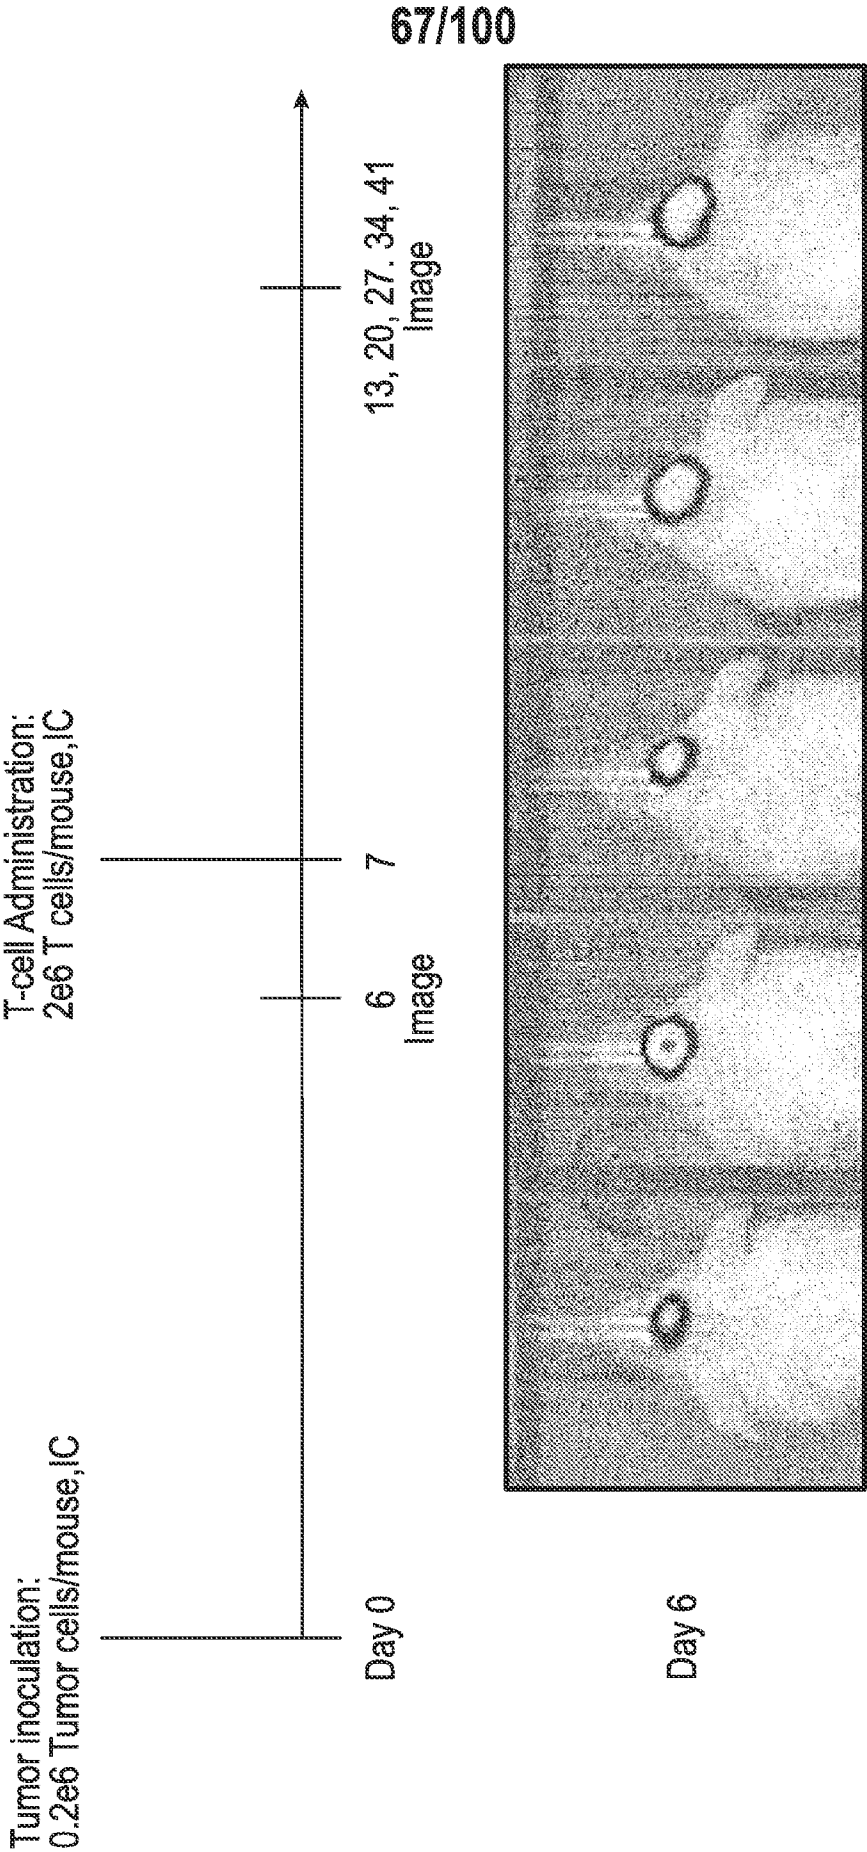 67/100
Tumor inoculation:
0.2e6 Tumor cells/mouse,IC
T-cell Administration:
2e6 T cells/mouse,IC
Day 0
6
Image
7
13, 20, 27. 34, 41
Image
Day 6